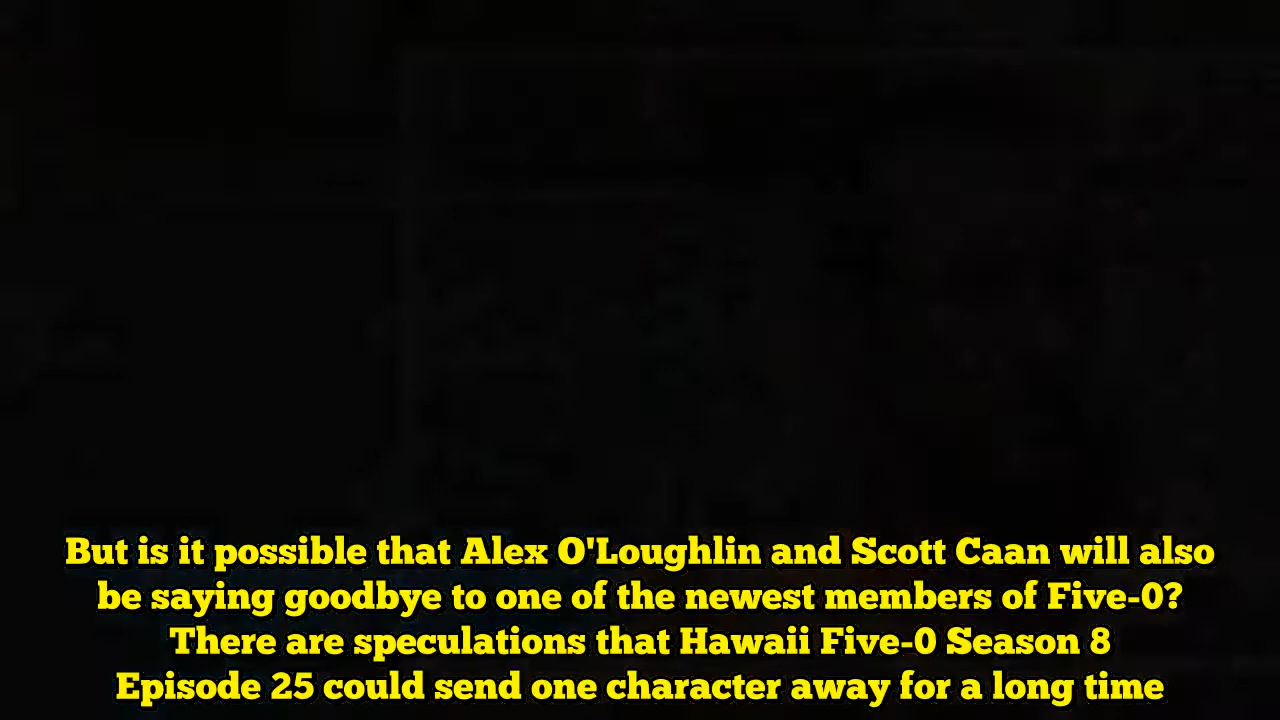 But is it possible that Alex O'Loughlin and Scott Caan will also
be saying goodbye to one of the newest members of Five-0?
There are speculations that Hawaii Five-0 Season 8
Episode 25 could send one character away for a long time